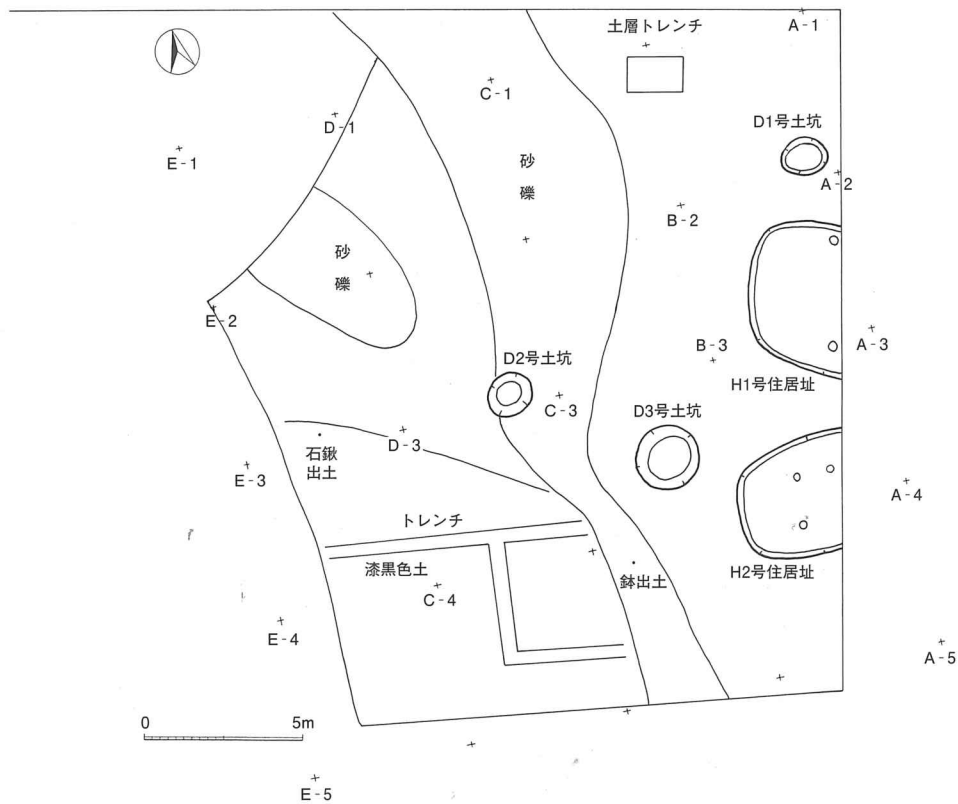 土層トレンチ
A-1
C-1
D-1
E-1
D1号土坑
A-2
砂
礫
B-2
砂
礫
E-2
B-3
A-3
H1号住居址
D2号土坑
C-3
D3号土坑
D-3
石鍬
出土
E-3
A-4
トレンチ
漆黒色土
C-4
鉢出土
H2号住居址
E-4
A-5
0
5m
E-5